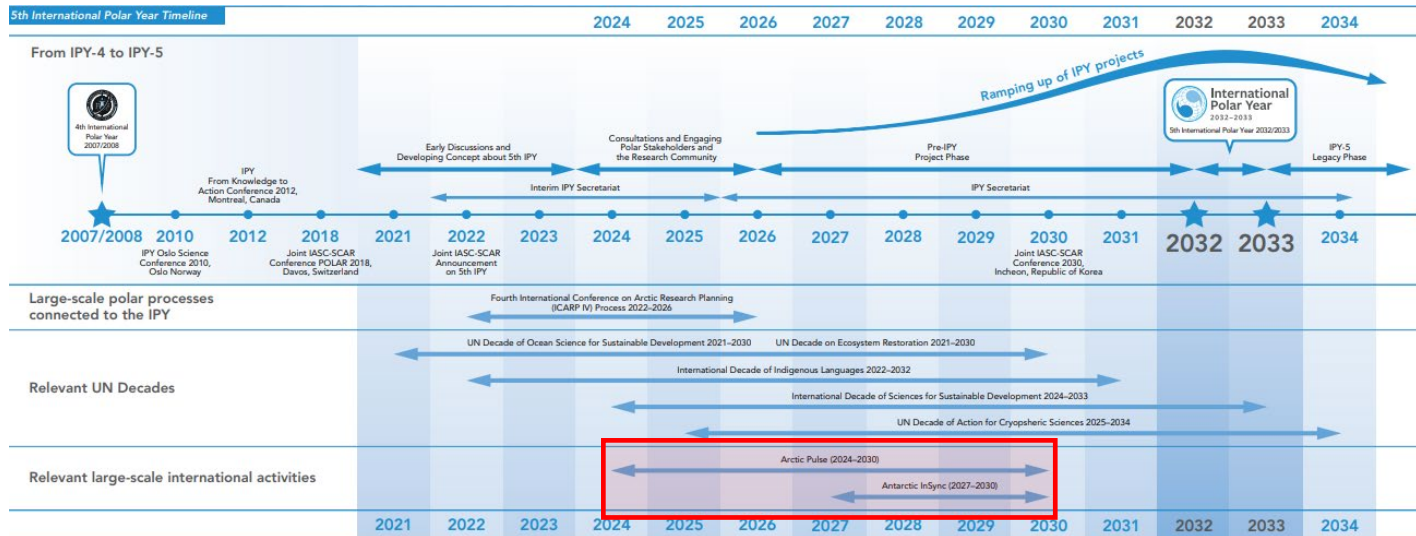 5th International Polar Year Timeline
2024 2025 2026 2027 2028 2029 2030 2031 2032 2033 2034
From IPY-4 to IPY-5
Ramping up of IPY projects
4th International
Polar Year
2007/2008
International
Polar Year
2032–2033
5th International Polar Year 2032/2033
Early Discussions and
Developing Concept about 5th IPY
Consultations and Engaging
Polar Stakeholders and
the Research Community
Pre-IPY
Project Phase
IPY-5
Legacy Phase
IPY
From Knowledge to
Action Conference 2012,
Montreal, Canada
Interim IPY Secretariat
IPY Secretariat
2007/2008 2010 2012 2018 2021 2022 2023 2024 2025 2026 2027 2028 2029 2030 2031 2032 2033 2034
IPY Oslo Science
Conference 2010,
Oslo Norway
Joint IASC-SCAR
Conference POLAR 2018,
Davos, Switzerland
Joint IASC-SCAR
Announcement
on 5th IPY
Joint IASC-SCAR
Conference 2030,
Incheon, Republic of Korea
Large-scale polar processes
connected to the IPY
Fourth International Conference on Arctic Research Planning
(ICARP IV) Process 2022–2026
Relevant UN Decades
UN Decade of Ocean Science for Sustainable Development 2021–2030
UN Decade on Ecosystem Restoration 2021–2030
International Decade of Indigenous Languages 2022–2032
International Decade of Sciences for Sustainable Development 2024–2033
UN Decade of Action for Cryopsheric Sciences 2025–2034
Relevant large-scale international activities
Arctic Pulse (2024–2030)
Antarctic InSync (2027–2030)
2021 2022 2023 2024 2025 2026 2027 2028 2029 2030 2031 2032 2033 2034